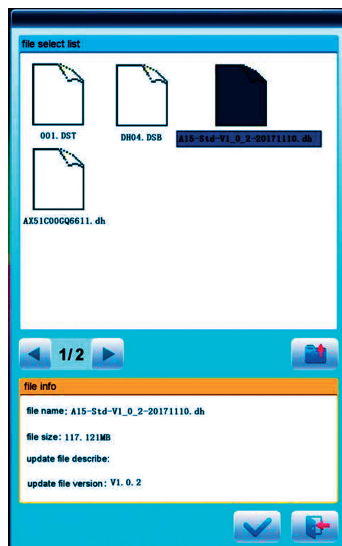 file select list
001. DST
DH04. DSB
A15-Std-V1_0_2-20171110. dh
AX51C00GQ6611. dh
1/2
file info
file name: A15-Std-V1_0_2-20171110. dh
file size: 117. 121MB
update file describe:
update file version: V1. 0. 2